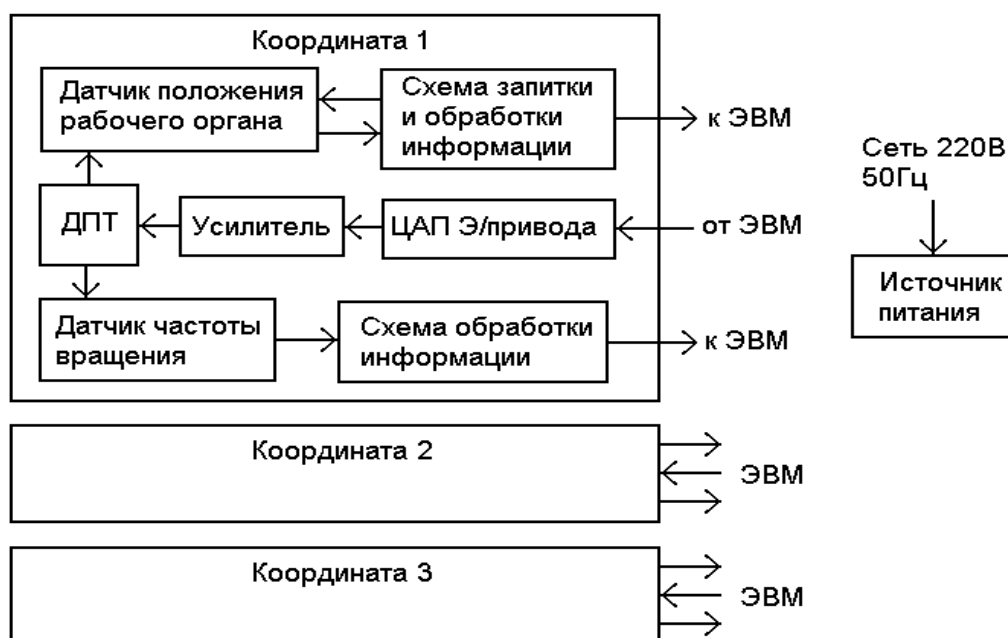 Координата 1
Датчик положения
рабочего органа
Схема запитки
и обработки
информации
к ЭВМ
Сеть 220В
50Гц
ДПТ
Усилитель
ЦАП Э/привода
от ЭВМ
Источник
питания
Датчик частоты
вращения
Схема обработки
информации
к ЭВМ
Координата 2
ЭВМ
Координата 3
ЭВМ